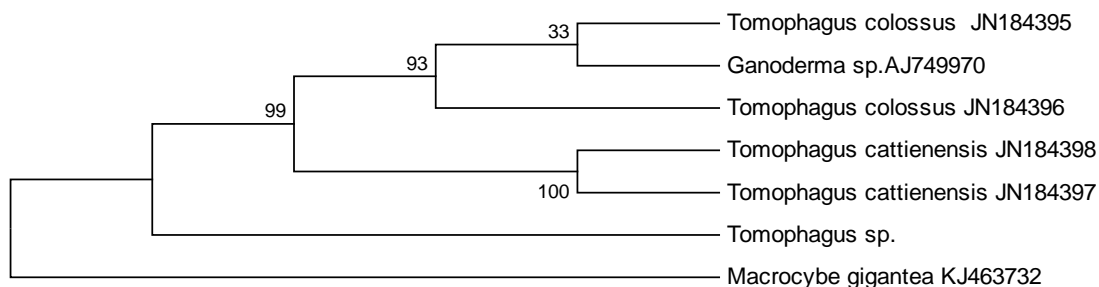 Tomophagus colossus  JN184395
33
Ganoderma sp.AJ749970
93
Tomophagus colossus JN184396
99
Tomophagus cattienensis JN184398
100
Tomophagus cattienensis JN184397
Tomophagus sp.
Macrocybe gigantea KJ463732